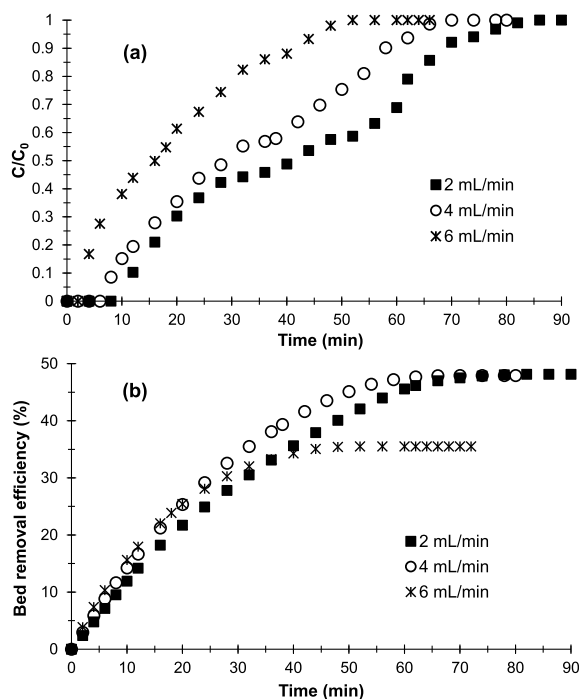 1
0.9
(a)
0.8
0.7
0.6
C/C0
0.5
0.4
2 mL/min
0.3
4 mL/min
0.2
6 mL/min
0.1
0
0 10 20 30 40 50 60 70 80 90
Time (min)
50
(b)
40
Bed removal efficiency (%)
30
20
2 mL/min
4 mL/min
10
6 mL/min
0
0 10 20 30 40 50 60 70 80 90
Time (min)